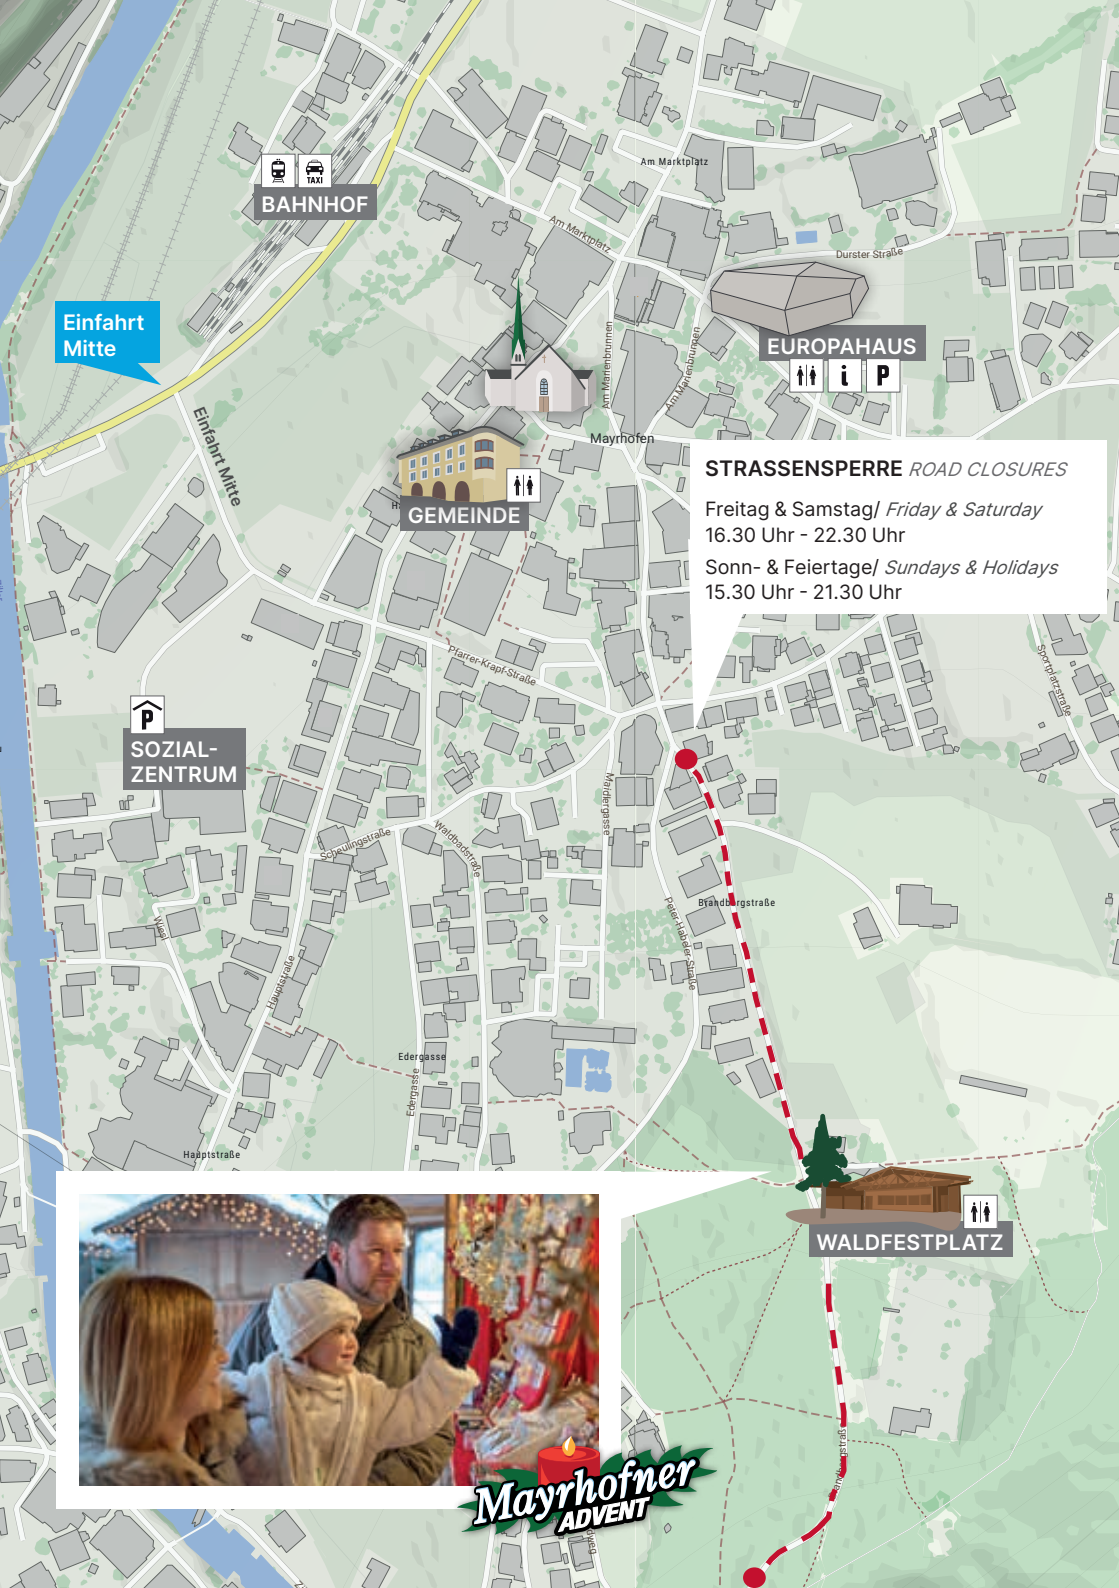 Am Marktplatz
TAXI
BAHNHOF
Am Marktplatz
Durster Straße
Einfahrt
Mitte
EUROPAHAUS
i P
Am Marienbrunnen
Am Marienbrunnen
Einfahrt Mitte
Mayrhofen
GEMEINDE
STRASSENSPERRE ROAD CLOSURES
Freitag & Samstag/ Friday & Saturday
16.30 Uhr - 22.30 Uhr
Sonn- & Feiertage/ Sundays & Holidays
15.30 Uhr - 21.30 Uhr
Pfarrer-Krapf-Straße
Sportplatzstraße
P
SOZIAL-
ZENTRUM
Maidlergasse
Scheulingstraße
Waldbadstraße
Brandbergstraße
Wiesl
Peter-Habeler-Straße
Hauptstraße
Edergasse
Edergasse
Hauptstraße
WALDFESTPLATZ
Mayrhofner
ADVENT